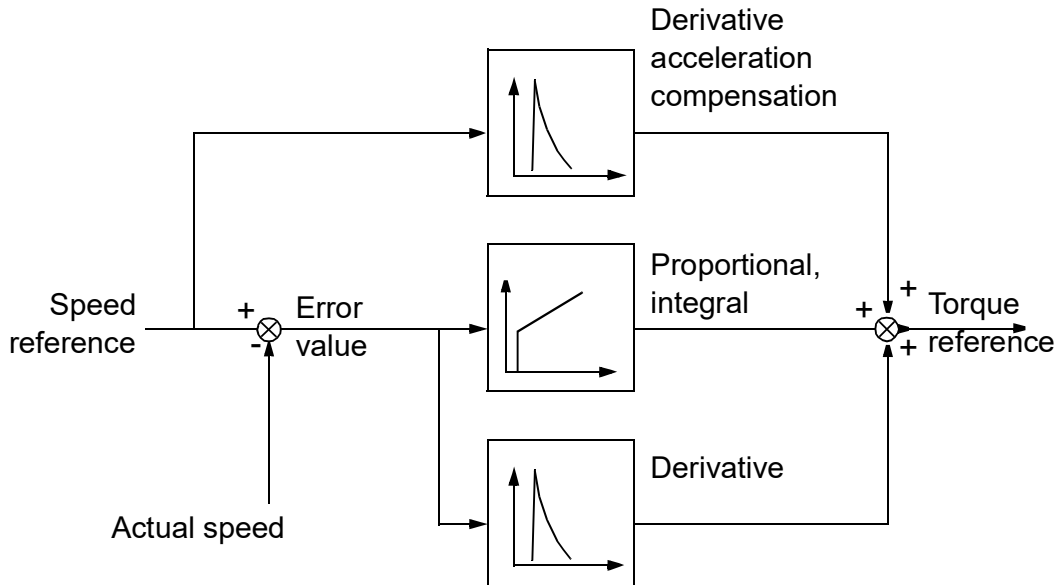 Derivative
acceleration
compensation
Speed
reference
+
-
Error
value
Proportional,
integral
+
+
+
Torque
reference
Derivative
Actual speed